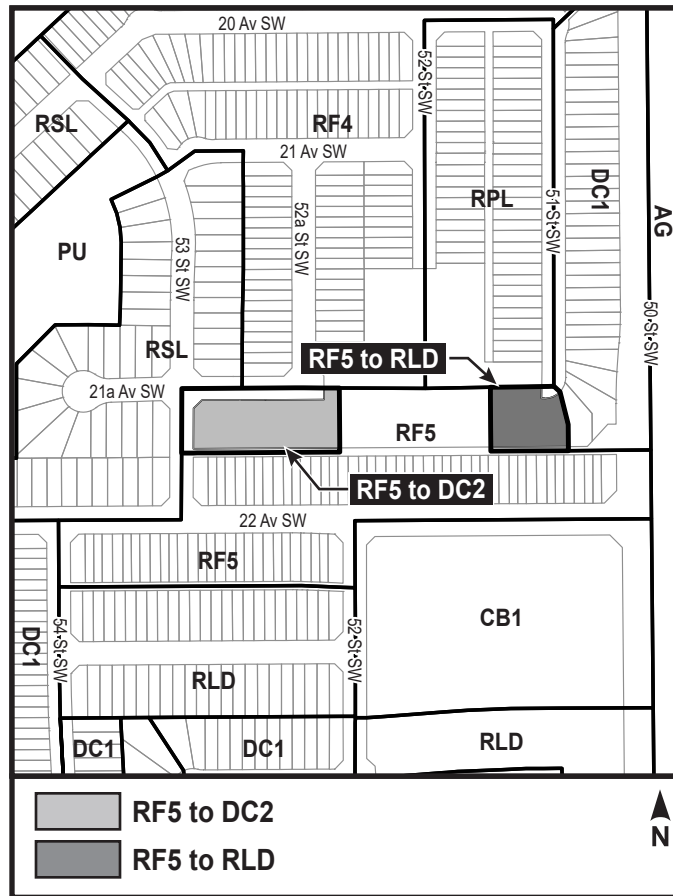 20 Av SW
52 St SW
RSL
RF4
21 Av SW
DC1
RPL
51 St SW
AG
52a St SW
PU
53 St SW
50 St SW
RSL
RF5 to RLD
21a Av SW
RF5
RF5 to DC2
22 Av SW
RF5
CB1
DC1
54 St SW
52 St SW
RLD
DC1
DC1
RLD
RF5 to DC2
RF5 to RLD
N